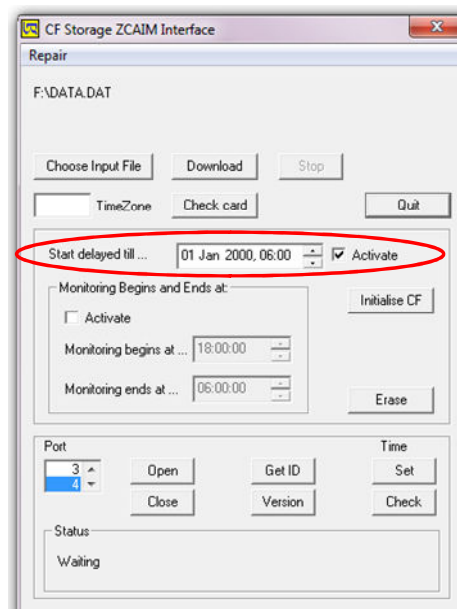 CF Storage ZCAIM Interface
Repair
F:\DATA.DAT
Choose Input File Download Stop
TimeZone Check card Quit
Start delayed till ... 01 Jan 2000, 06:00 Activate
Monitoring Begins and Ends at:
Activate
Initialise CF
Monitoring begins at ... 18:00:00
Monitoring ends at ... 06:00:00
Erase
Port Time
3
4
Open Get ID Set
Close Version Check
Status
Waiting